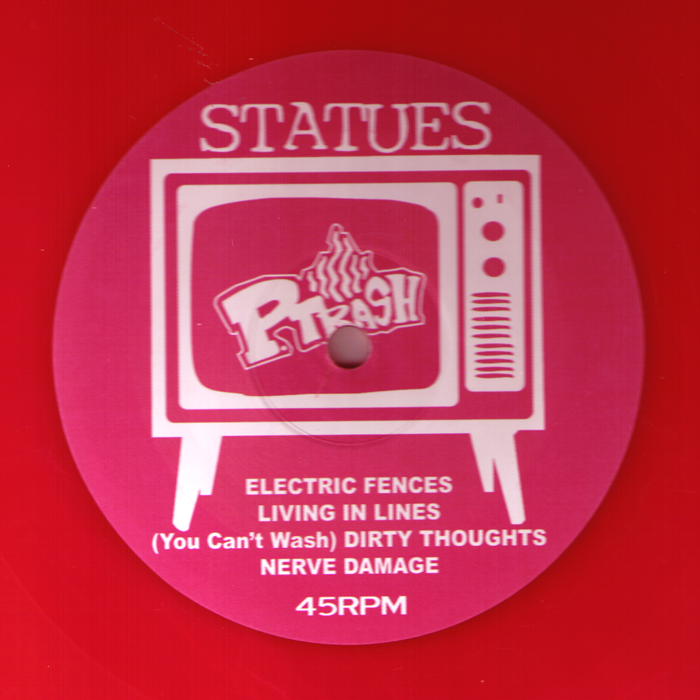 STATUES
P.TRASH
ELECTRIC FENCES
LIVING IN LINES
(You Can't Wash) DIRTY THOUGHTS
NERVE DAMAGE
45RPM